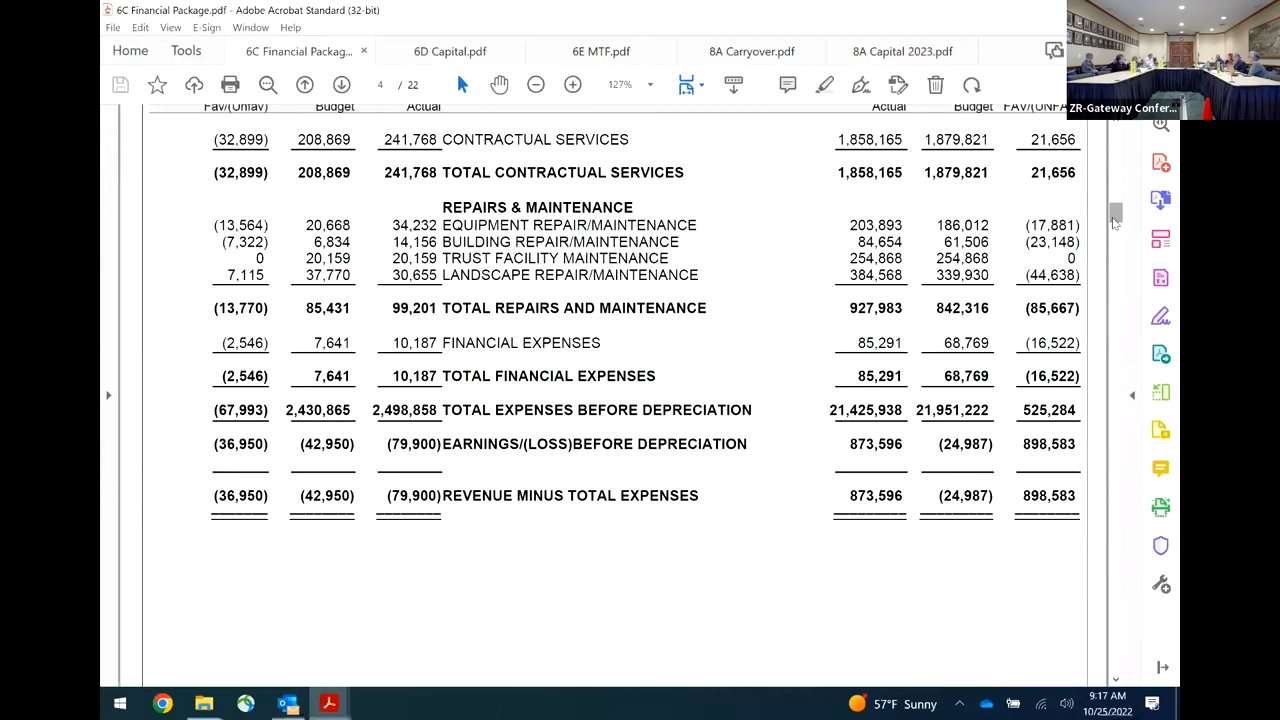 6C Financial Package.pdf - Adobe Acrobat Standard (32-bit)
File Edit View E-Sign Window Help
Home Tools 6C Financial Packag... × 6D Capital.pdf 6E MTF.pdf 8A Carryover.pdf 8A Capital 2023.pdf
4 / 22 127%
ZR-Gateway Confer...
Fav/(Unfav) Budget Actual Actual Budget FAV/(UNFA
(32,899) 208,869 241,768 CONTRACTUAL SERVICES 1,858,165 1,879,821 21,656
(32,899) 208,869 241,768 TOTAL CONTRACTUAL SERVICES 1,858,165 1,879,821 21,656
REPAIRS & MAINTENANCE
(13,564) 20,668 34,232 EQUIPMENT REPAIR/MAINTENANCE 203,893 186,012 (17,881)
(7,322) 6,834 14,156 BUILDING REPAIR/MAINTENANCE 84,654 61,506 (23,148)
0 20,159 20,159 TRUST FACILITY MAINTENANCE 254,868 254,868 0
7,115 37,770 30,655 LANDSCAPE REPAIR/MAINTENANCE 384,568 339,930 (44,638)
(13,770) 85,431 99,201 TOTAL REPAIRS AND MAINTENANCE 927,983 842,316 (85,667)
(2,546) 7,641 10,187 FINANCIAL EXPENSES 85,291 68,769 (16,522)
(2,546) 7,641 10,187 TOTAL FINANCIAL EXPENSES 85,291 68,769 (16,522)
(67,993) 2,430,865 2,498,858 TOTAL EXPENSES BEFORE DEPRECIATION 21,425,938 21,951,222 525,284
(36,950) (42,950) (79,900) EARNINGS/(LOSS)BEFORE DEPRECIATION 873,596 (24,987) 898,583
(36,950) (42,950) (79,900) REVENUE MINUS TOTAL EXPENSES 873,596 (24,987) 898,583
57°F Sunny
9:17 AM
10/25/2022